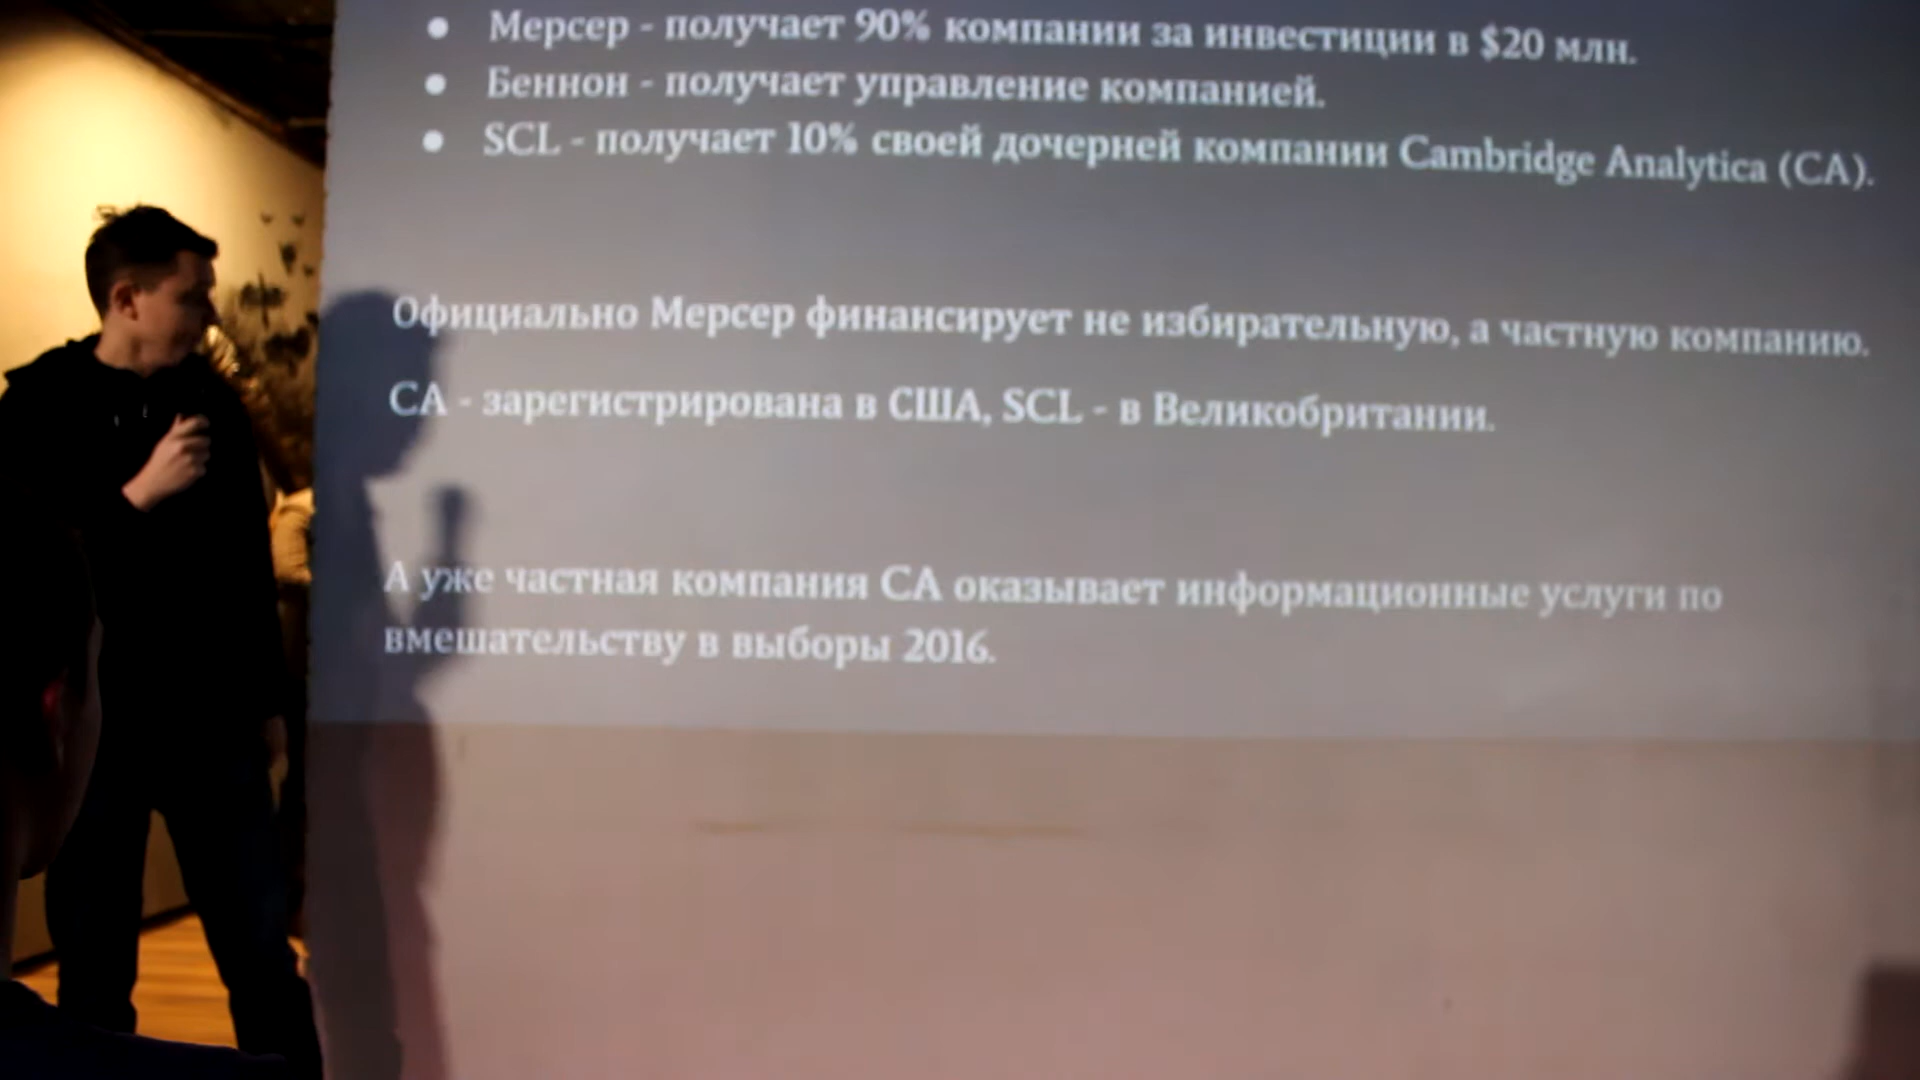 ● Мерсер - получает 90% компании за инвестиции в $20 млн.
● Беннон - получает управление компанией.
● SCL - получает 10% своей дочерней компании Cambridge Analytica (CA).
Официально Мерсер финансирует не избирательную, а частную компанию.
CA - зарегистрирована в США, SCL - в Великобритании.
А уже частная компания CA оказывает информационные услуги по
вмешательству в выборы 2016.